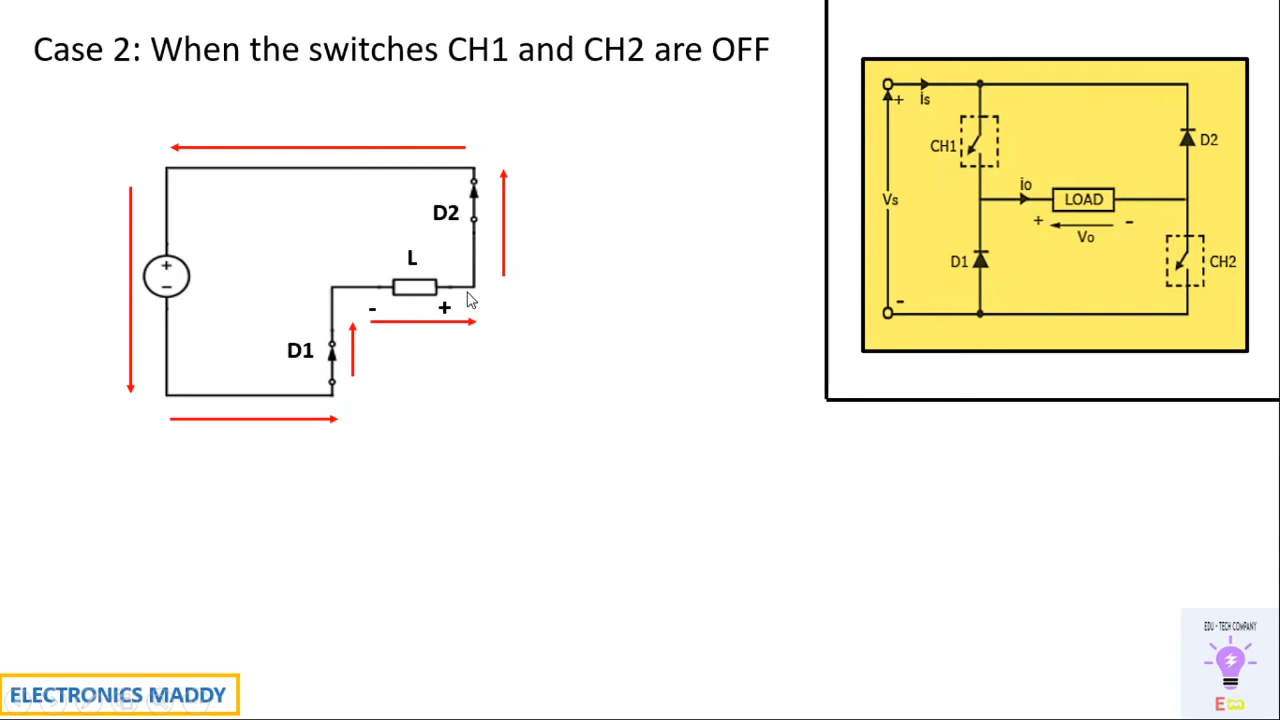 Case 2: When the switches CH1 and CH2 are OFF
D2
L
- +
D1
+
−
+ is
CH1
D2
io
Vs
LOAD
+ -
Vo
D1
CH2
-
EDU - TECH COMPANY
Em
ELECTRONICS MADDY